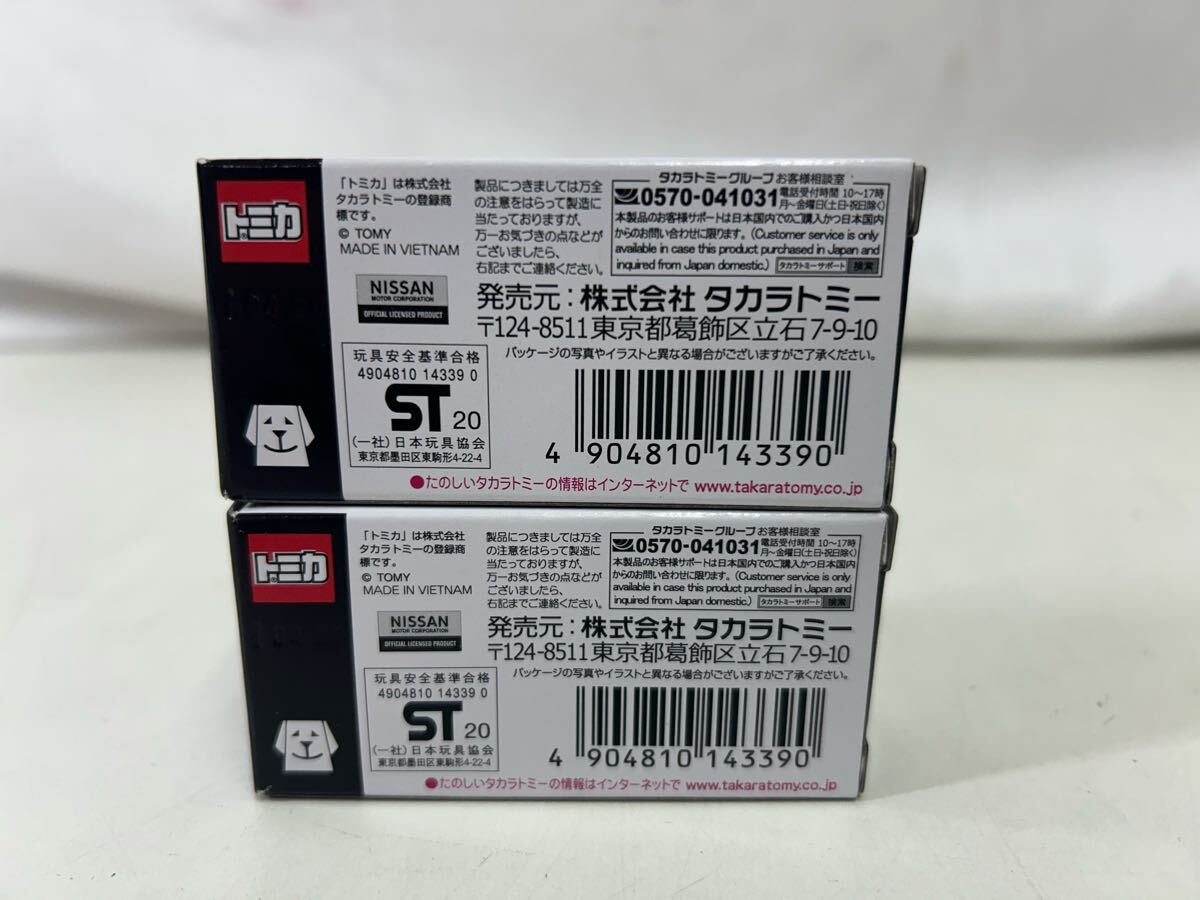 トミカ®
「トミカ」は株式会社
タカラトミーの登録商
標です。
© TOMY
MADE IN VIETNAM
NISSAN
MOTOR CORPORATION
OFFICIAL LICENSED PRODUCT
玩具安全基準合格
4904810 14339 0
ST 20
(一社)日本玩具協会
東京都墨田区東駒形4-22-4
製品につきましては万全
の注意をはらって製造に
当たっておりますが、
万一お気づきの点などが
ございましたら、
右記までご連絡ください。
タカラトミーグループ お客様相談室
0570-041031 電話受付時間 10〜17時
月〜金曜日(土・日・祝日除く)
本製品のお客様サポートは日本国内でのご購入かつ日本国内
からのお問い合わせに限ります。(Customer service is only
available in case this product purchased in Japan and
inquired from Japan domestic.) タカラトミーサポート 検索
発売元:株式会社 タカラトミー
〒124-8511東京都葛飾区立石7-9-10
パッケージの写真やイラストと異なる場合がございますがご了承ください。
4 904810 143390
●たのしいタカラトミーの情報はインターネットで www.takaratomy.co.jp
トミカ®
「トミカ」は株式会社
タカラトミーの登録商
標です。
© TOMY
MADE IN VIETNAM
NISSAN
MOTOR CORPORATION
OFFICIAL LICENSED PRODUCT
玩具安全基準合格
4904810 14339 0
ST 20
(一社)日本玩具協会
東京都墨田区東駒形4-22-4
製品につきましては万全
の注意をはらって製造に
当たっておりますが、
万一お気づきの点などが
ございましたら、
右記までご連絡ください。
タカラトミーグループ お客様相談室
0570-041031 電話受付時間 10〜17時
月〜金曜日(土・日・祝日除く)
本製品のお客様サポートは日本国内でのご購入かつ日本国内
からのお問い合わせに限ります。(Customer service is only
available in case this product purchased in Japan and
inquired from Japan domestic.) タカラトミーサポート 検索
発売元:株式会社 タカラトミー
〒124-8511東京都葛飾区立石7-9-10
パッケージの写真やイラストと異なる場合がございますがご了承ください。
4 904810 143390
●たのしいタカラトミーの情報はインターネットで www.takaratomy.co.jp